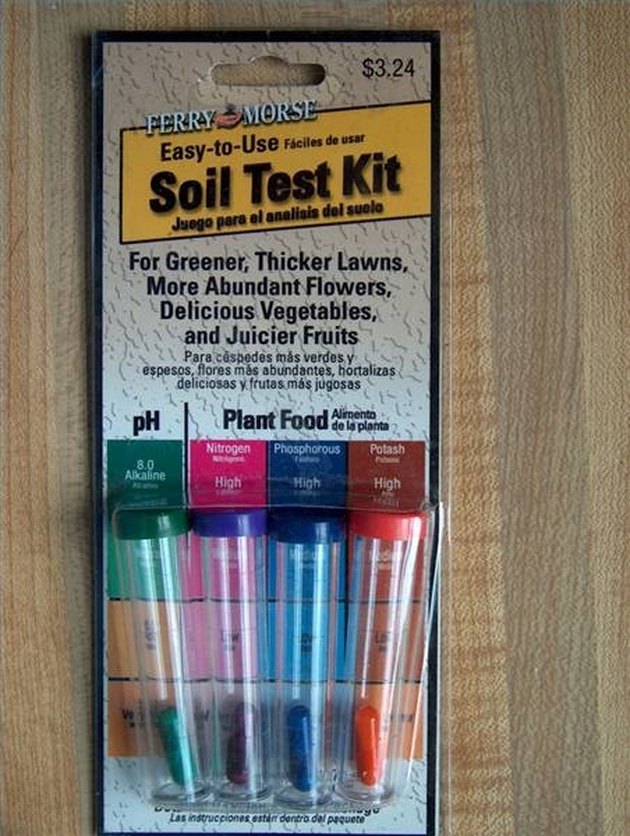 $3.24
FERRY MORSE
Easy-to-Use Fáciles de usar
Soil Test Kit
Juego para el analisis del suelo
For Greener, Thicker Lawns,
More Abundant Flowers,
Delicious Vegetables,
and Juicier Fruits
Para céspedes más verdes y
espesos, flores más abundantes, hortalizas
deliciosas y frutas más jugosas
pH
Plant Food Alimento
de la planta
8.0
Alkaline
Nitrogen
High
Phosphorous
High
Potash
High
Low
Las instrucciones están dentro del paquete